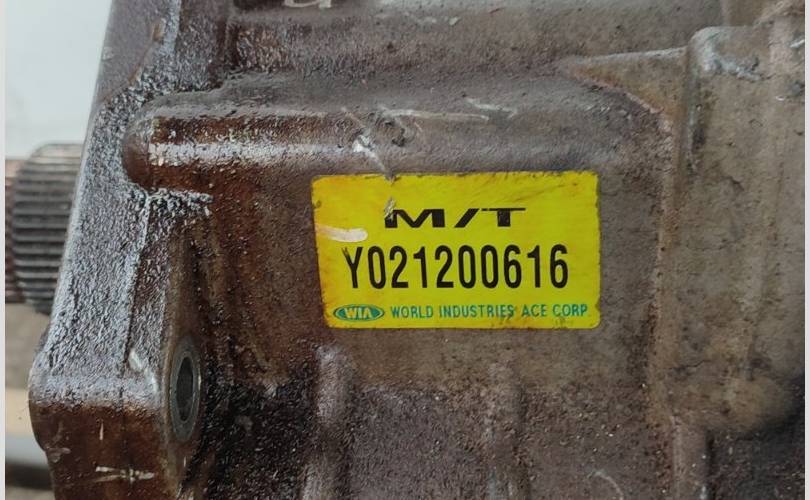 M/T
Y021200616
WIA WORLD INDUSTRIES ACE CORP